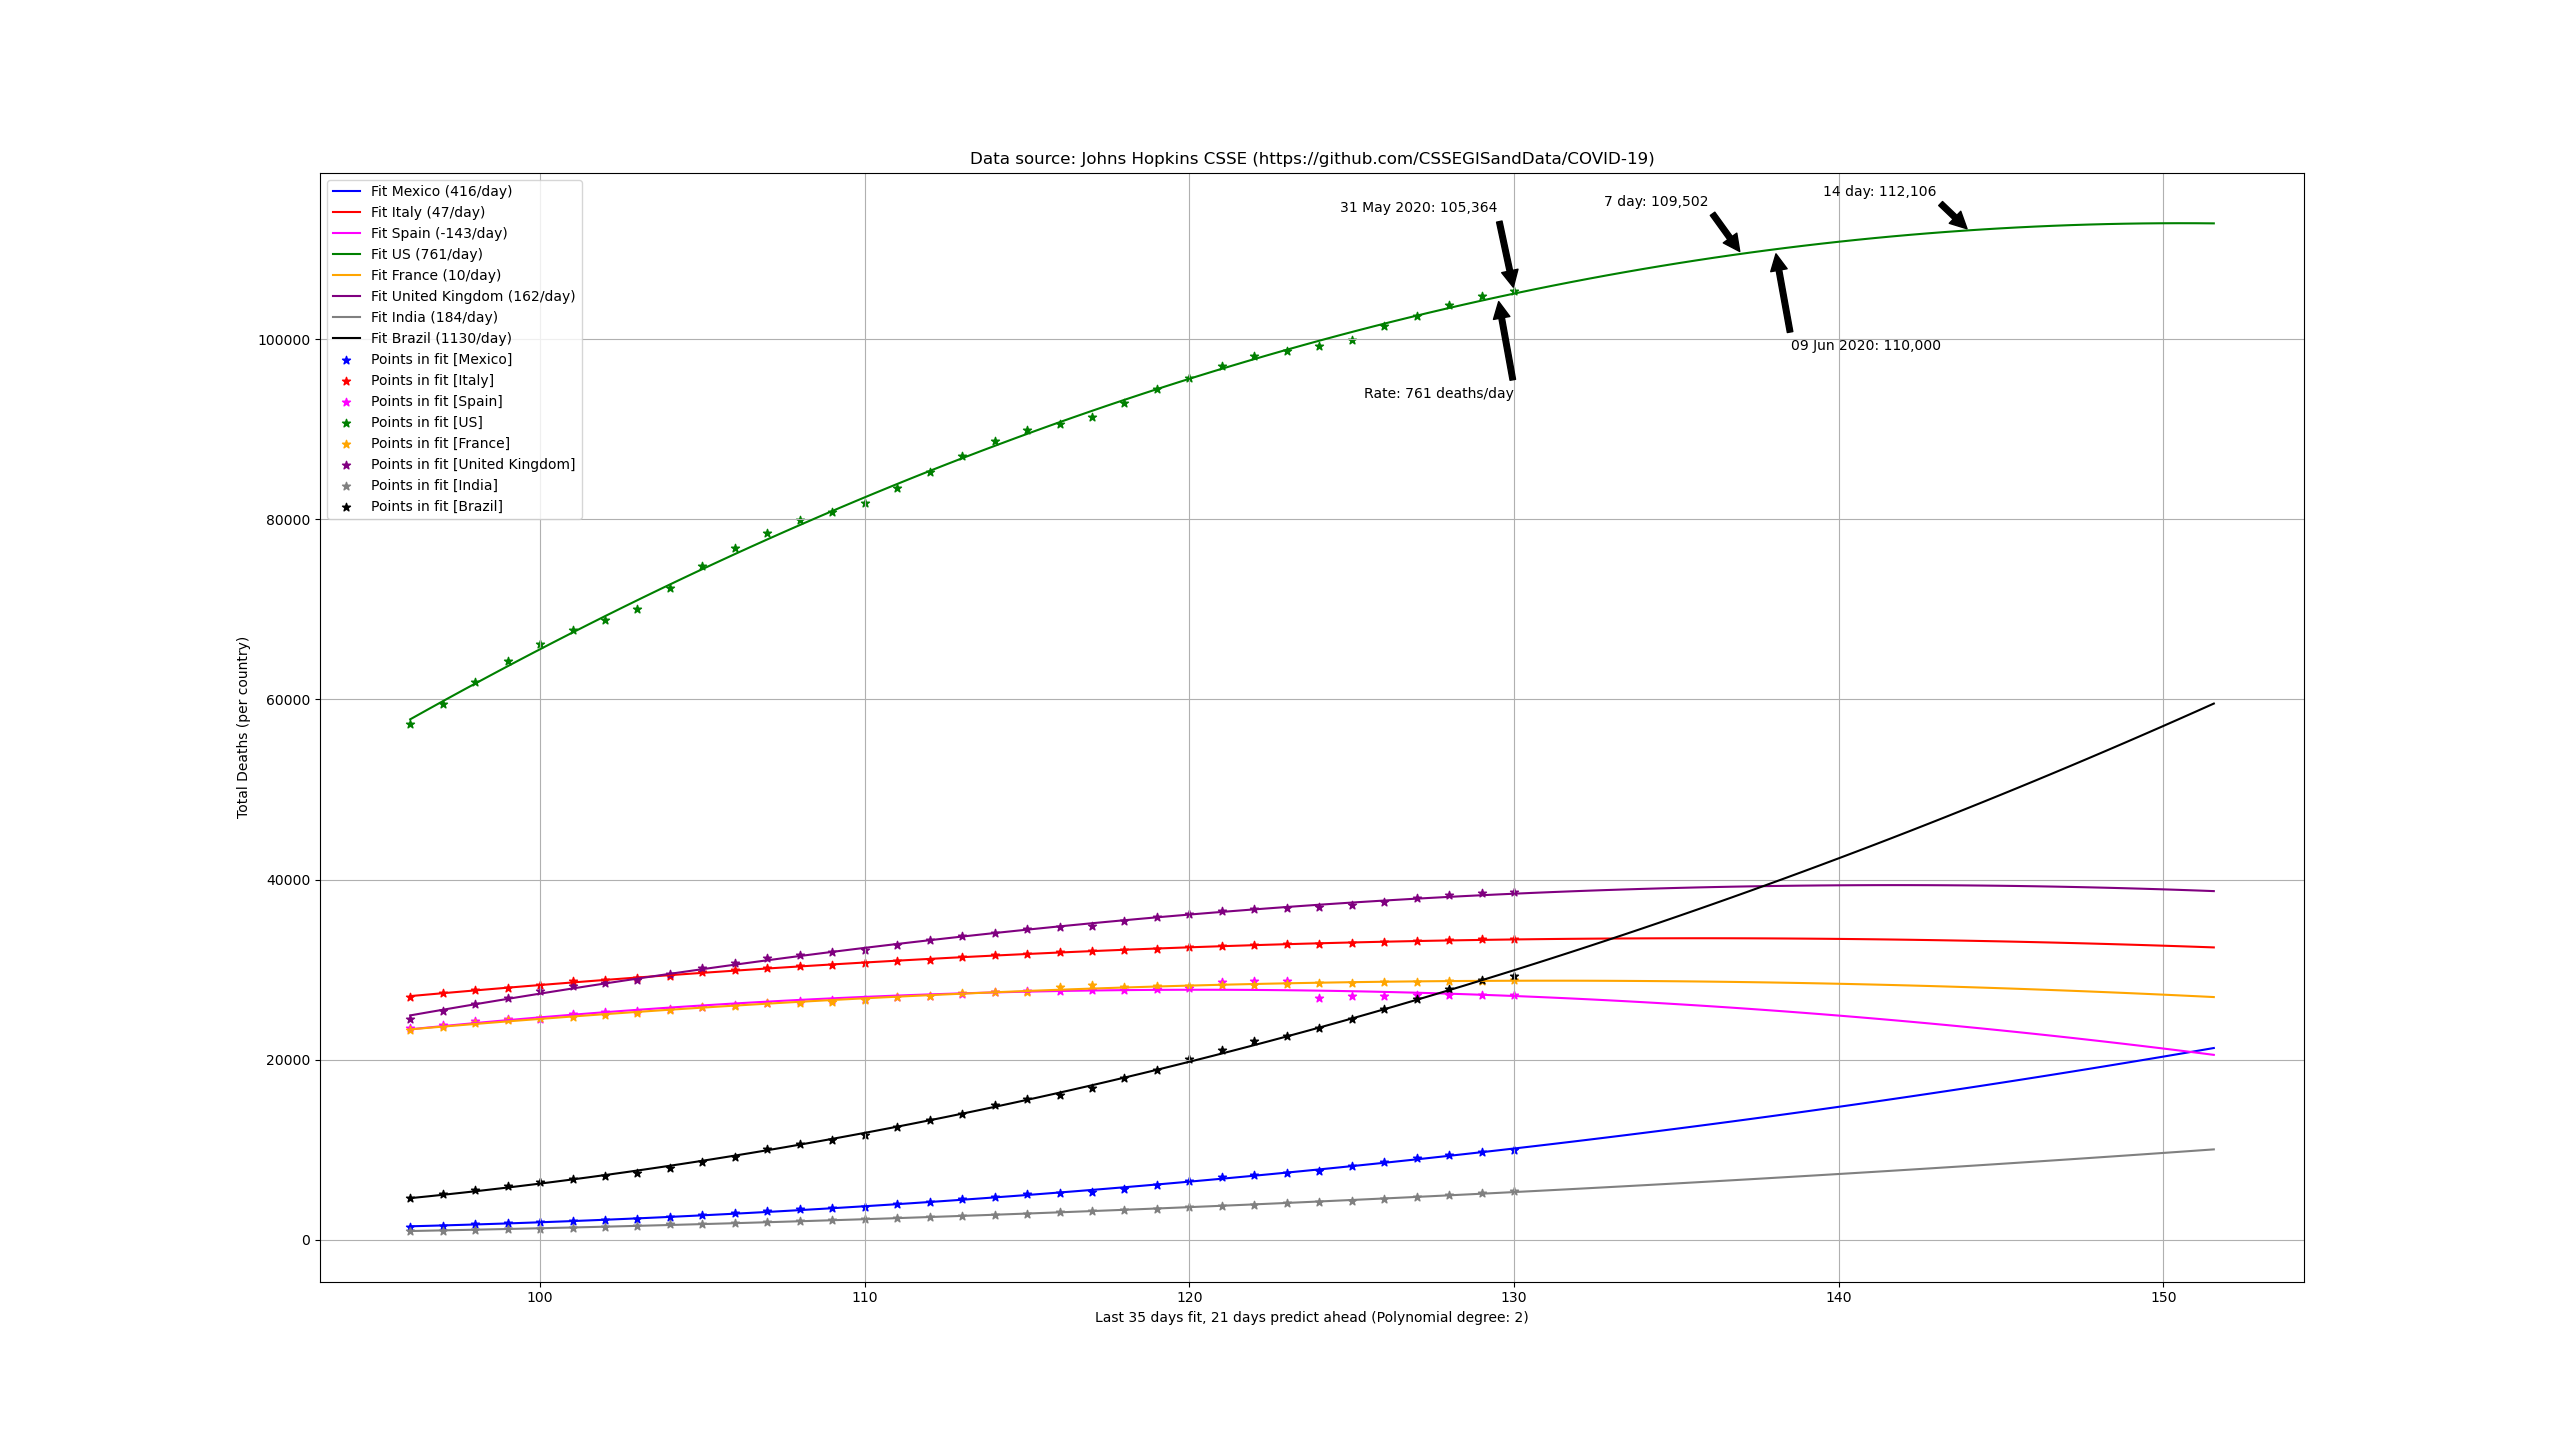 Data source: Johns Hopkins CSSE (https://github.com/CSSEGISandData/COVID-19)
Fit Mexico (416/day)
Fit Italy (47/day)
Fit Spain (-143/day)
Fit US (761/day)
Fit France (10/day)
Fit United Kingdom (162/day)
Fit India (184/day)
Fit Brazil (1130/day)
Points in fit [Mexico]
Points in fit [Italy]
Points in fit [Spain]
Points in fit [US]
Points in fit [France]
Points in fit [United Kingdom]
Points in fit [India]
Points in fit [Brazil]
31 May 2020: 105,364
7 day: 109,502
14 day: 112,106
09 Jun 2020: 110,000
Rate: 761 deaths/day
Total Deaths (per country)
100000
80000
60000
40000
20000
0
100 110 120 130 140 150
Last 35 days fit, 21 days predict ahead (Polynomial degree: 2)